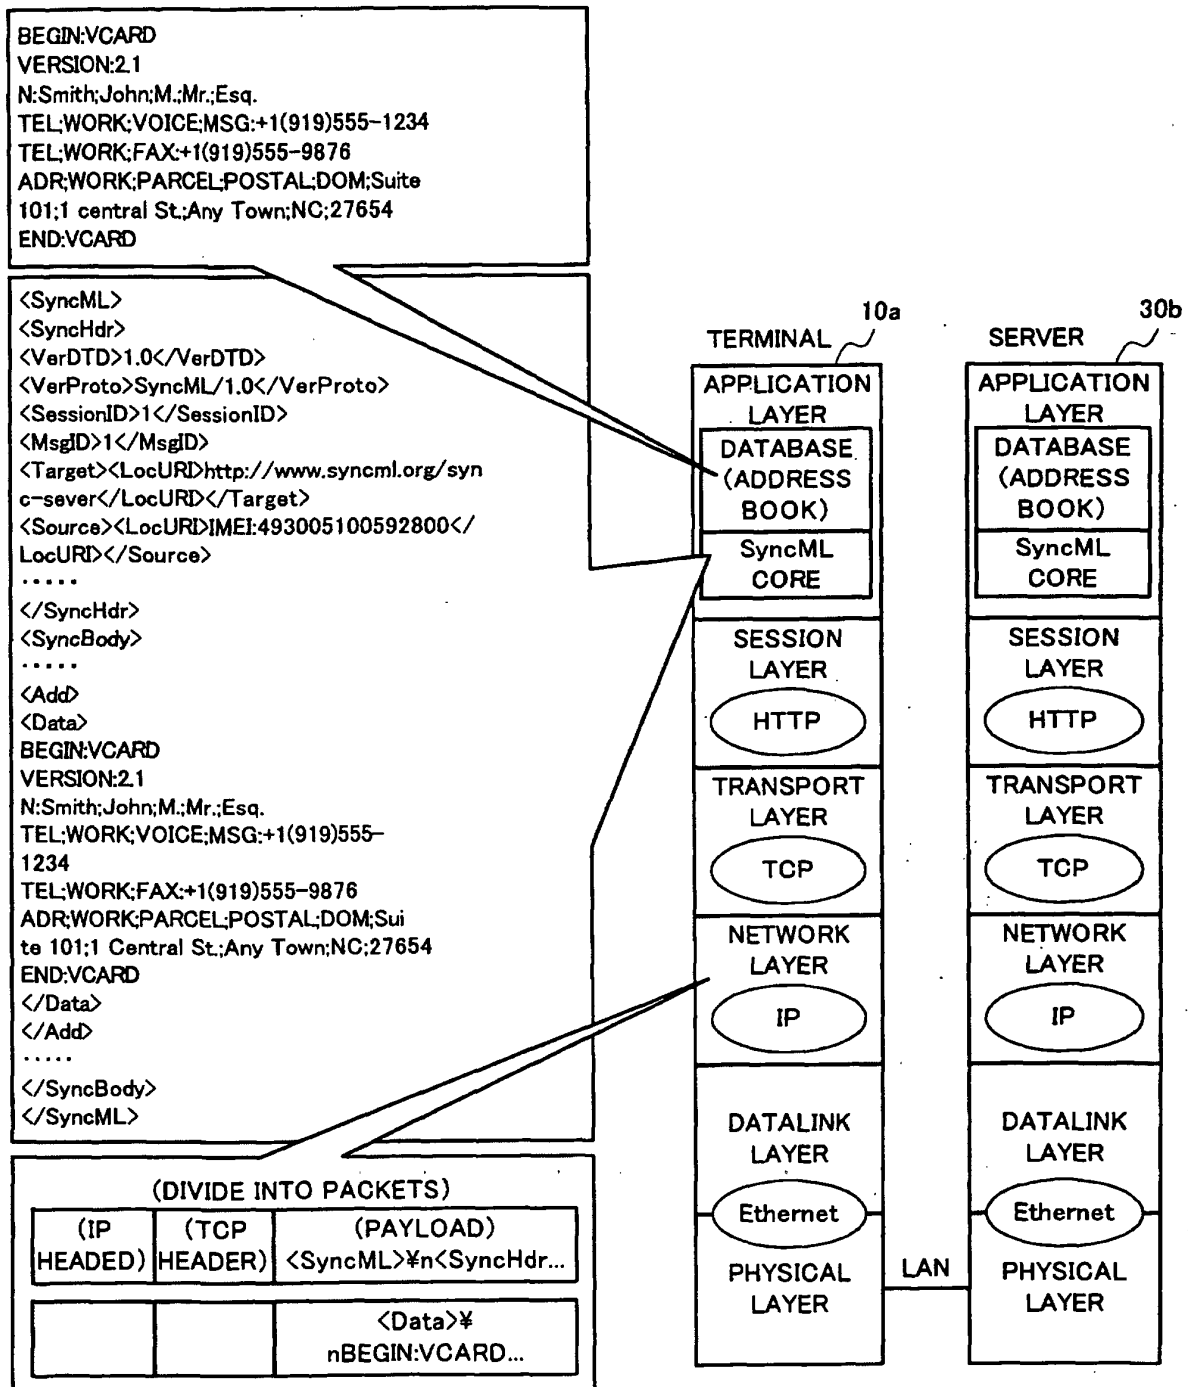 BEGIN:VCARD
VERSION:2.1
N:Smith;John;M.;Mr.;Esq.
TEL;WORK;VOICE;MSG:+1(919)555-1234
TEL;WORK;FAX:+1(919)555-9876
ADR;WORK;PARCEL;POSTAL;DOM;Suite
101;1 central St.;Any Town;NC;27654
END:VCARD
<SyncML>
<SyncHdr>
<VerDTD>1.0</VerDTD>
<VerProto>SyncML/1.0</VerProto>
<SessionID>1</SessionID>
<MsgID>1</MsgID>
<Target><LocURI>http://www.syncml.org/syn
c-sever</LocURI></Target>
<Source><LocURI>IMEI:493005100592800</
LocURI></Source>
.....
</SyncHdr>
<SyncBody>
.....
<Add>
<Data>
BEGIN:VCARD
VERSION:2.1
N:Smith;John;M.;Mr.;Esq.
TEL;WORK;VOICE;MSG:+1(919)555-
1234
TEL;WORK;FAX:+1(919)555-9876
ADR;WORK;PARCEL;POSTAL;DOM;Sui
te 101;1 Central St.;Any Town;NC;27654
END:VCARD
</Data>
</Add>
.....
</SyncBody>
</SyncML>
(DIVIDE INTO PACKETS)
(IP
HEADED)
(TCP
HEADER)
(PAYLOAD)
<SyncML>¥n<SyncHdr...
<Data>¥
nBEGIN:VCARD...
10a
TERMINAL
APPLICATION
LAYER
DATABASE
(ADDRESS
BOOK)
SyncML
CORE
SESSION
LAYER
HTTP
TRANSPORT
LAYER
TCP
NETWORK
LAYER
IP
DATALINK
LAYER
Ethernet
PHYSICAL
LAYER
LAN
30b
SERVER
APPLICATION
LAYER
DATABASE
(ADDRESS
BOOK)
SyncML
CORE
SESSION
LAYER
HTTP
TRANSPORT
LAYER
TCP
NETWORK
LAYER
IP
DATALINK
LAYER
Ethernet
PHYSICAL
LAYER